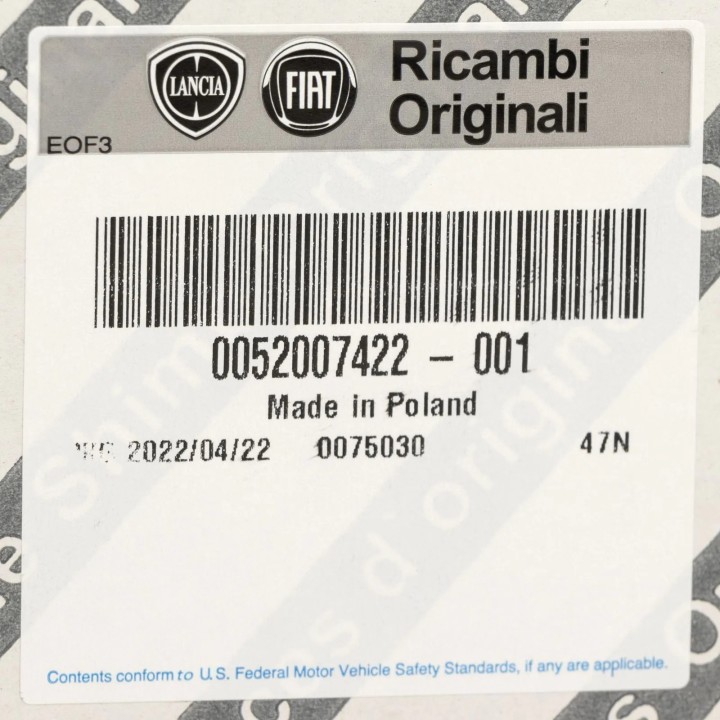 LANCIA
FIAT
Ricambi
Originali
EOF3
0052007422 - 001
Made in Poland
2022/04/22 0075030 47N
Contents conform to U.S. Federal Motor Vehicle Safety Standards, if any are applicable.